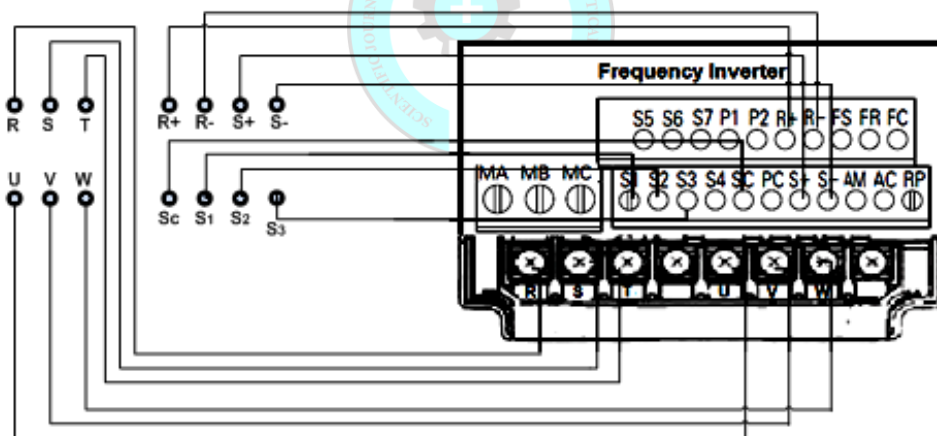 Frequency Inverter
S5 S6 S7 P1 P2 R+ R- FS FR FC
R S T
R+ R- S+ S-
MA MB MC
S1 S2 S3 S4 SC PC S+ S- AM AC RP
U V W
Sc S1 S2 S3
R S T U V W